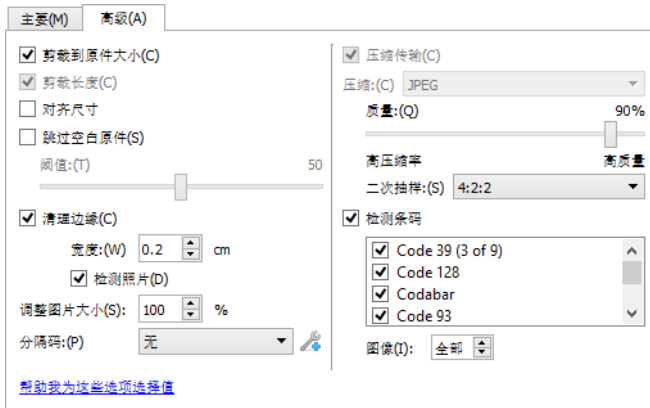 主要(M)
高级(A)
剪裁到原件大小(C)
剪裁长度(C)
对齐尺寸
跳过空白原件(S)
阈值:(T)
50
清理边缘(C)
宽度:(W) 0.2 cm
检测照片(D)
调整图片大小(S): 100 %
分隔码:(P) 无
帮助我为这些选项选择值
压缩传输(C)
压缩:(C) JPEG
质量:(Q)
90%
高压缩率
高质量
二次抽样:(S) 4:2:2
检测条码
Code 39 (3 of 9)
Code 128
Codabar
Code 93
图像(I): 全部